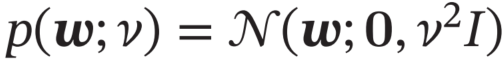 p(𝒘; ν) = 𝒩(𝒘; 𝟎, ν²I)